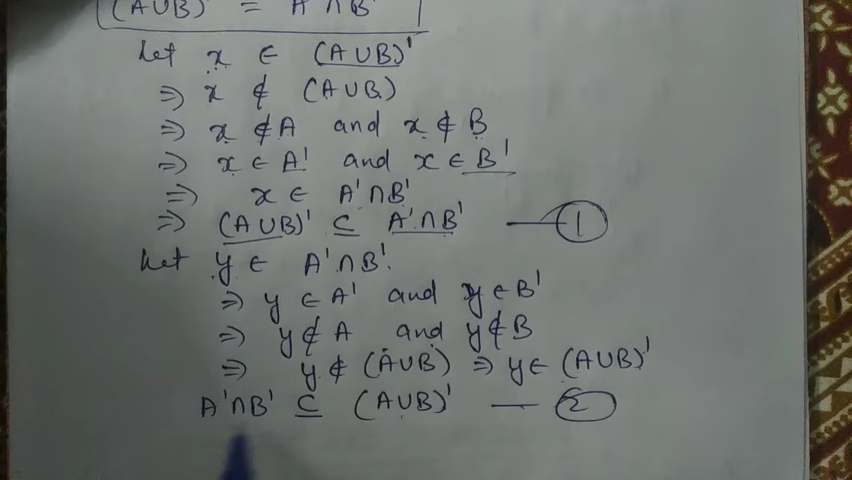 (A∪B)' = A'∩B'
Let x ∈ (A∪B)'
⇒ x ∉ (A∪B)
⇒ x ∉ A and x ∉ B
⇒ x ∈ A' and x ∈ B'
⇒ x ∈ A'∩B'
⇒ (A∪B)' ⊆ A'∩B' — 1
Let y ∈ A'∩B'
⇒ y ∈ A' and y ∈ B'
⇒ y ∉ A and y ∉ B
⇒ y ∉ (A∪B) ⇒ y ∈ (A∪B)'
A'∩B' ⊆ (A∪B)' — 2